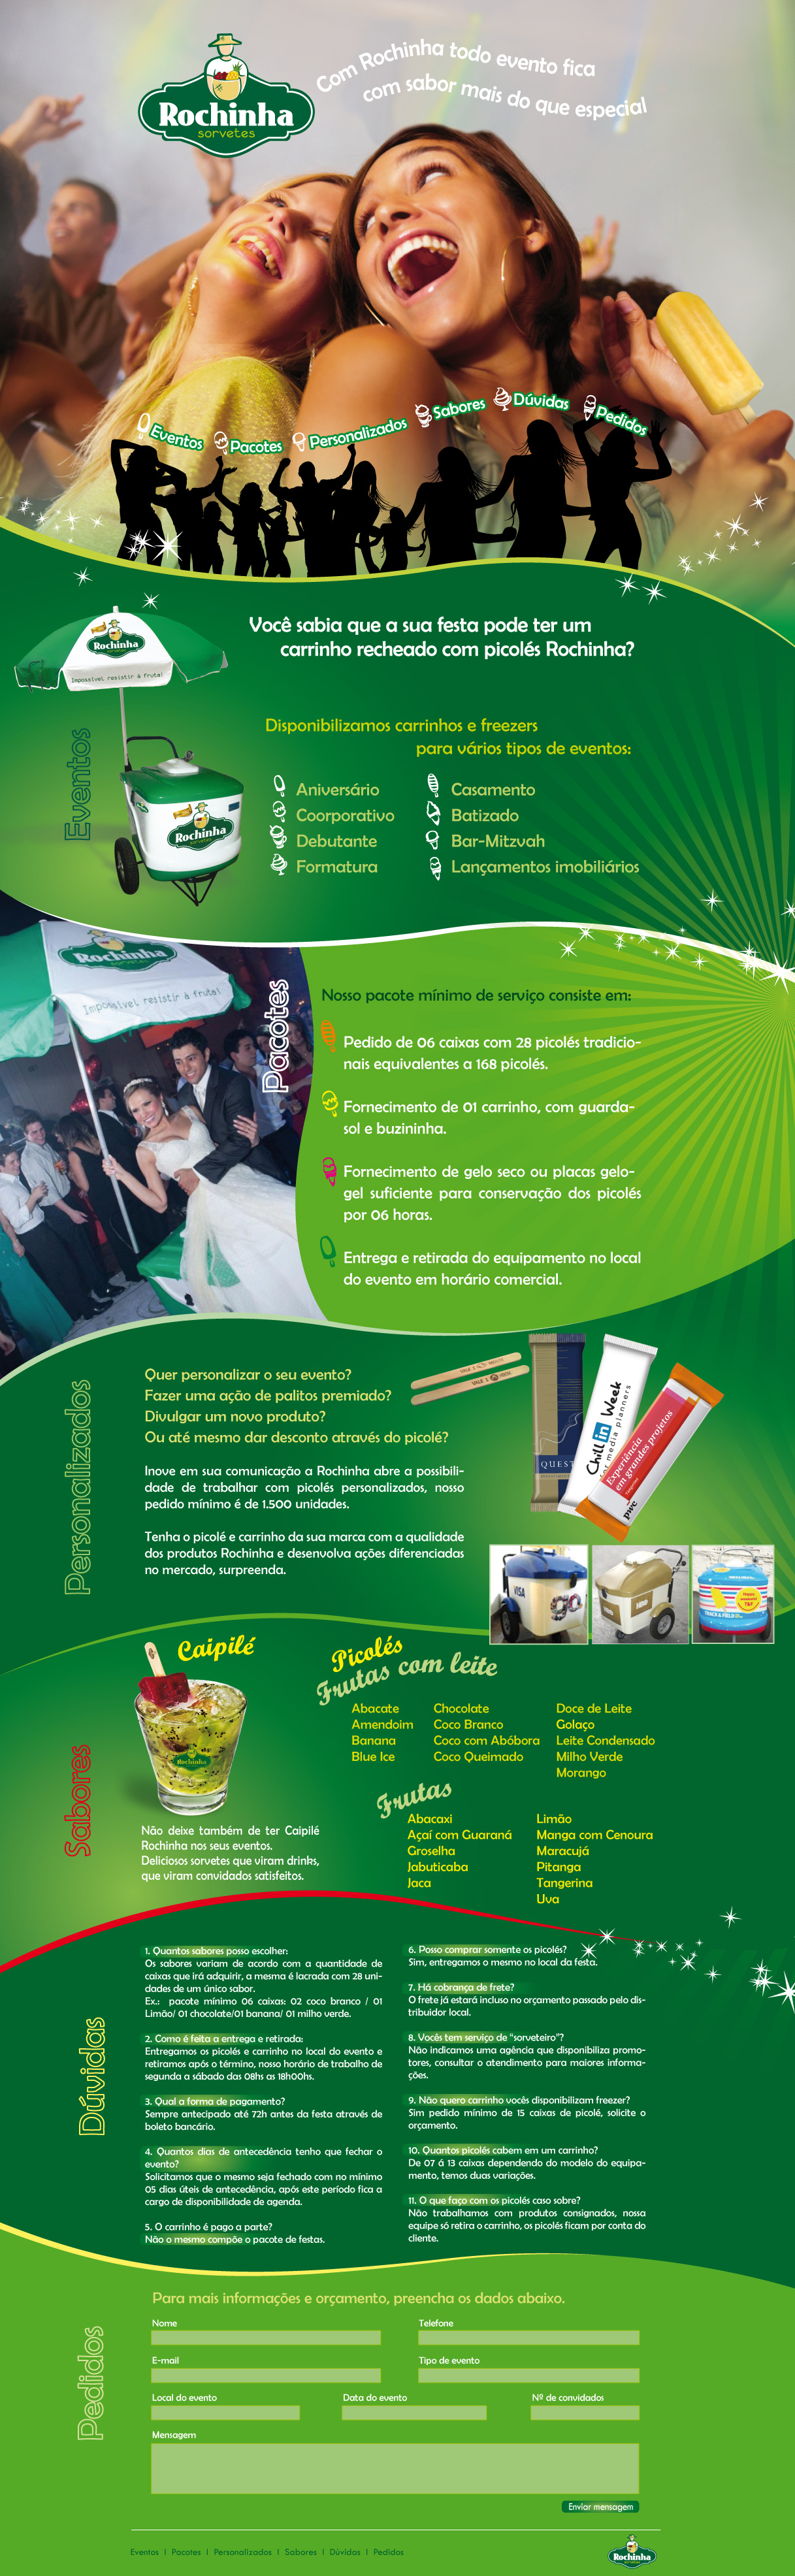 Rochinha
sorvetes
Com Rochinha todo evento fica
com sabor mais do que especial
Eventos
Pacotes
Personalizados
Sabores
Dúvidas
Pedidos
Rochinha
Impossível resistir à fruta!
Você sabia que a sua festa pode ter um
carrinho recheado com picolés Rochinha?
Eventos
Rochinha
sorvetes
Disponibilizamos carrinhos e freezers
para vários tipos de eventos:
Aniversário
Coorporativo
Debutante
Formatura
Casamento
Batizado
Bar-Mitzvah
Lançamentos imobiliários
Rochinha
Impossível resistir à fruta!
Pacotes
Nosso pacote mínimo de serviço consiste em:
Pedido de 06 caixas com 28 picolés tradicio-
nais equivalentes a 168 picolés.
Fornecimento de 01 carrinho, com guarda-
sol e buzininha.
Fornecimento de gelo seco ou placas gelo-
gel suficiente para conservação dos picolés
por 06 horas.
Entrega e retirada do equipamento no local
do evento em horário comercial.
Personalizados
Quer personalizar o seu evento?
Fazer uma ação de palitos premiado?
Divulgar um novo produto?
Ou até mesmo dar desconto através do picolé?
Inove em sua comunicação a Rochinha abre a possibili-
dade de trabalhar com picolés personalizados, nosso
pedido mínimo é de 1.500 unidades.
Tenha o picolé e carrinho da sua marca com a qualidade
dos produtos Rochinha e desenvolva ações diferenciadas
no mercado, surpreenda.
QUEST
Chill in Week
for media planners
Experiência
em grandes projetos
pwc
VISA
TRACK&FIELD
Sabores
Caipilé
Rochinha
Não deixe também de ter Caipilé
Rochinha nos seus eventos.
Deliciosos sorvetes que viram drinks,
que viram convidados satisfeitos.
Picolés
Frutas com leite
Abacate
Amendoim
Banana
Blue Ice
Chocolate
Coco Branco
Coco com Abóbora
Coco Queimado
Doce de Leite
Golaço
Leite Condensado
Milho Verde
Morango
Frutas
Abacaxi
Açaí com Guaraná
Groselha
Jabuticaba
Jaca
Limão
Manga com Cenoura
Maracujá
Pitanga
Tangerina
Uva
Dúvidas
1. Quantos sabores posso escolher:
Os sabores variam de acordo com a quantidade de
caixas que irá adquirir, a mesma é lacrada com 28 uni-
dades de um único sabor.
Ex.: pacote mínimo 06 caixas: 02 coco branco / 01
Limão/ 01 chocolate/01 banana/ 01 milho verde.
2. Como é feita a entrega e retirada:
Entregamos os picolés e carrinho no local do evento e
retiramos após o término, nosso horário de trabalho de
segunda a sábado das 08hs as 18h00hs.
3. Qual a forma de pagamento?
Sempre antecipado até 72h antes da festa através de
boleto bancário.
4. Quantos dias de antecedência tenho que fechar o
evento?
Solicitamos que o mesmo seja fechado com no mínimo
05 dias úteis de antecedência, após este período fica a
cargo de disponibilidade de agenda.
5. O carrinho é pago a parte?
Não o mesmo compõe o pacote de festas.
6. Posso comprar somente os picolés?
Sim, entregamos o mesmo no local da festa.
7. Há cobrança de frete?
O frete já estará incluso no orçamento passado pelo dis-
tribuidor local.
8. Vocês tem serviço de “sorveteiro”?
Não indicamos uma agência que disponibiliza promo-
tores, consultar o atendimento para maiores informa-
ções.
9. Não quero carrinho vocês disponibilizam freezer?
Sim pedido mínimo de 15 caixas de picolé, solicite o
orçamento.
10. Quantos picolés cabem em um carrinho?
De 07 á 13 caixas dependendo do modelo do equipa-
mento, temos duas variações.
11. O que faço com os picolés caso sobre?
Não trabalhamos com produtos consignados, nossa
equipe só retira o carrinho, os picolés ficam por conta do
cliente.
Pedidos
Para mais informações e orçamento, preencha os dados abaixo.
Nome
Telefone
E-mail
Tipo de evento
Local do evento
Data do evento
Nº de convidados
Mensagem
Enviar mensagem
Eventos | Pacotes | Personalizados | Sabores | Dúvidas | Pedidos
Rochinha